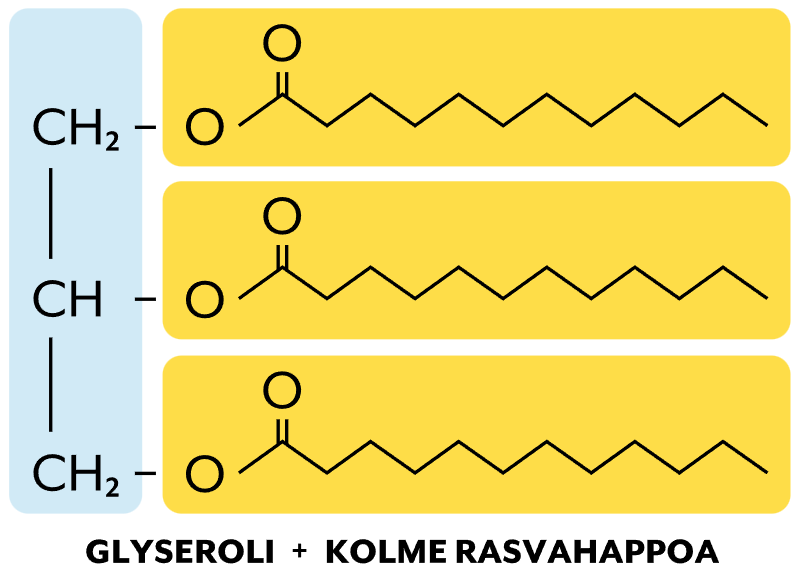 O
CH₂ – O
O
CH – O
O
CH₂ – O
GLYSEROLI + KOLME RASVAHAPPOA